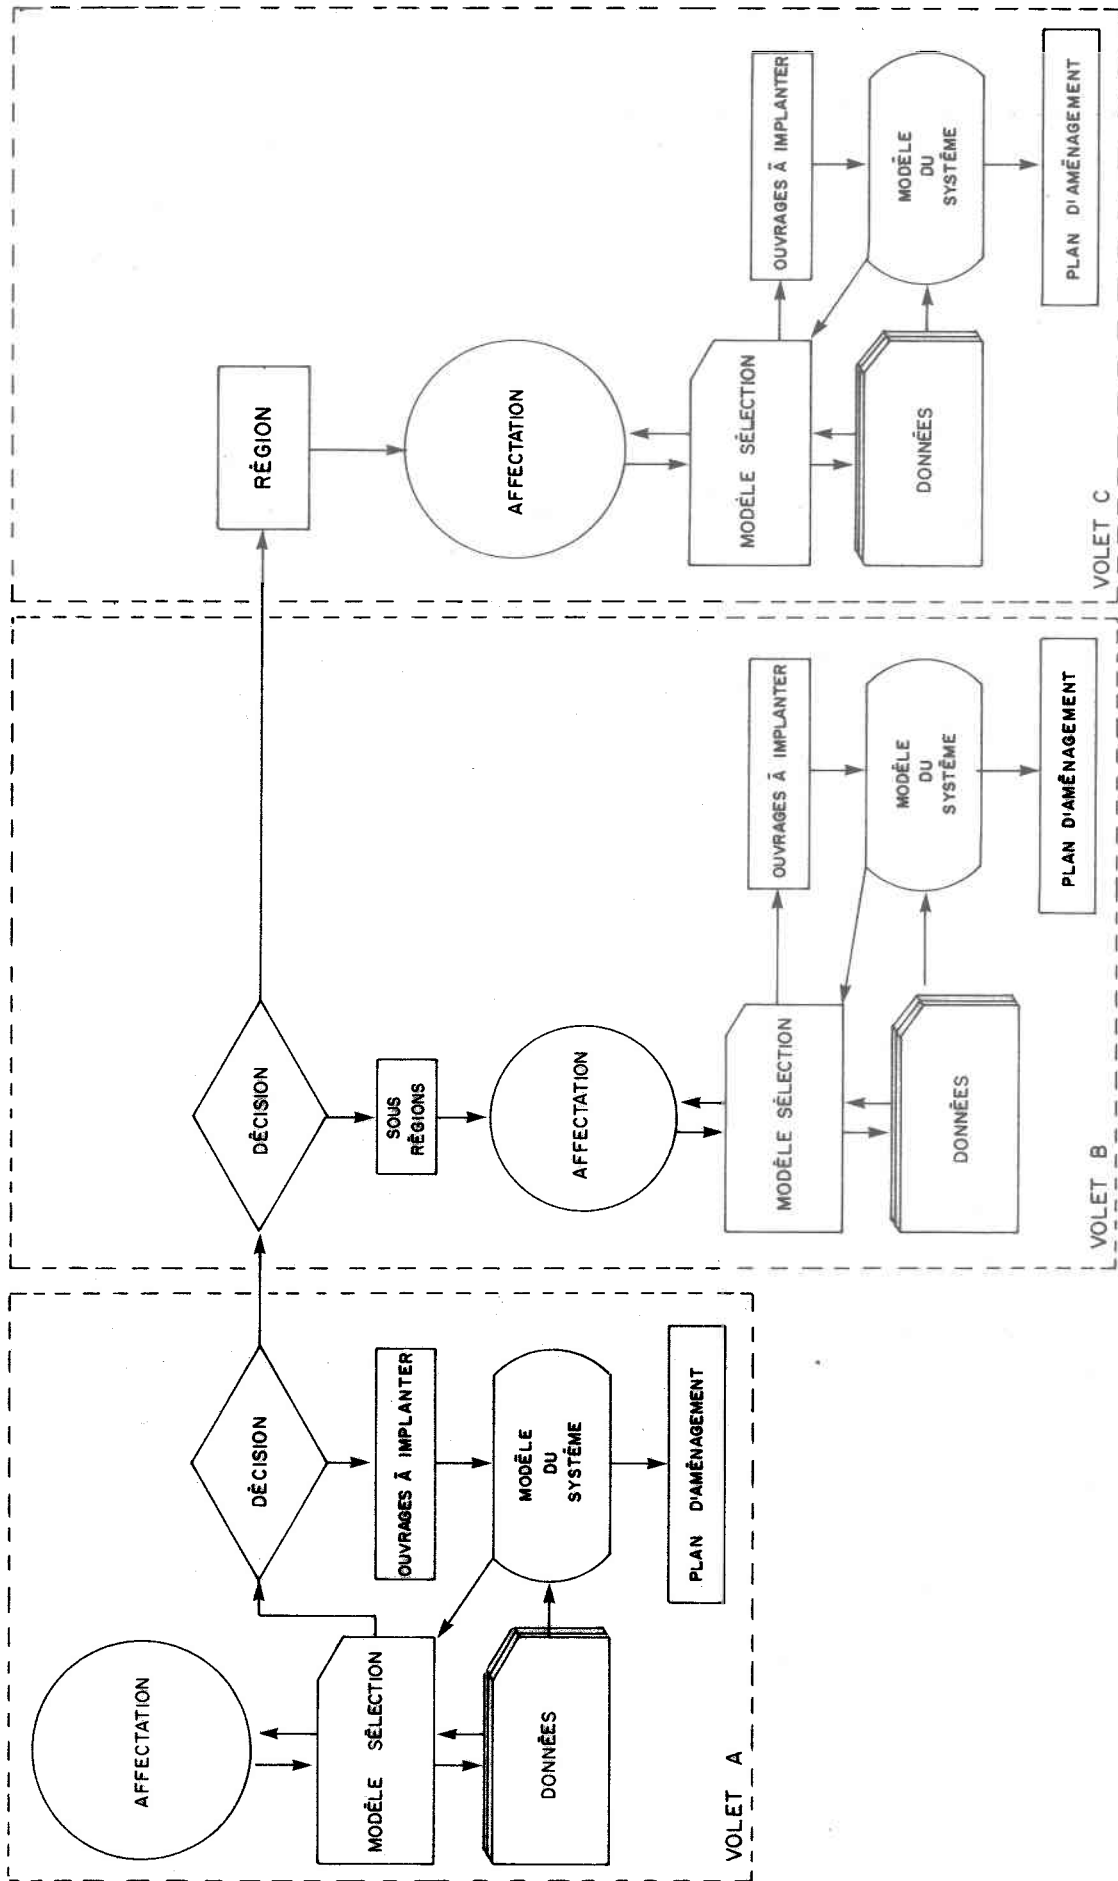 AFFECTATION
MODÈLE SÉLECTION
DONNÉES
DÉCISION
OUVRAGES À IMPLANTER
MODÈLE
DU
SYSTÈME
PLAN D'AMÉNAGEMENT
VOLET A
DÉCISION
SOUS
RÉGIONS
AFFECTATION
MODÈLE SÉLECTION
DONNÉES
OUVRAGES À IMPLANTER
MODÈLE
DU
SYSTÈME
PLAN D'AMÉNAGEMENT
VOLET B
RÉGION
AFFECTATION
MODÈLE SÉLECTION
DONNÉES
OUVRAGES À IMPLANTER
MODÈLE
DU
SYSTÈME
PLAN D'AMÉNAGEMENT
VOLET C